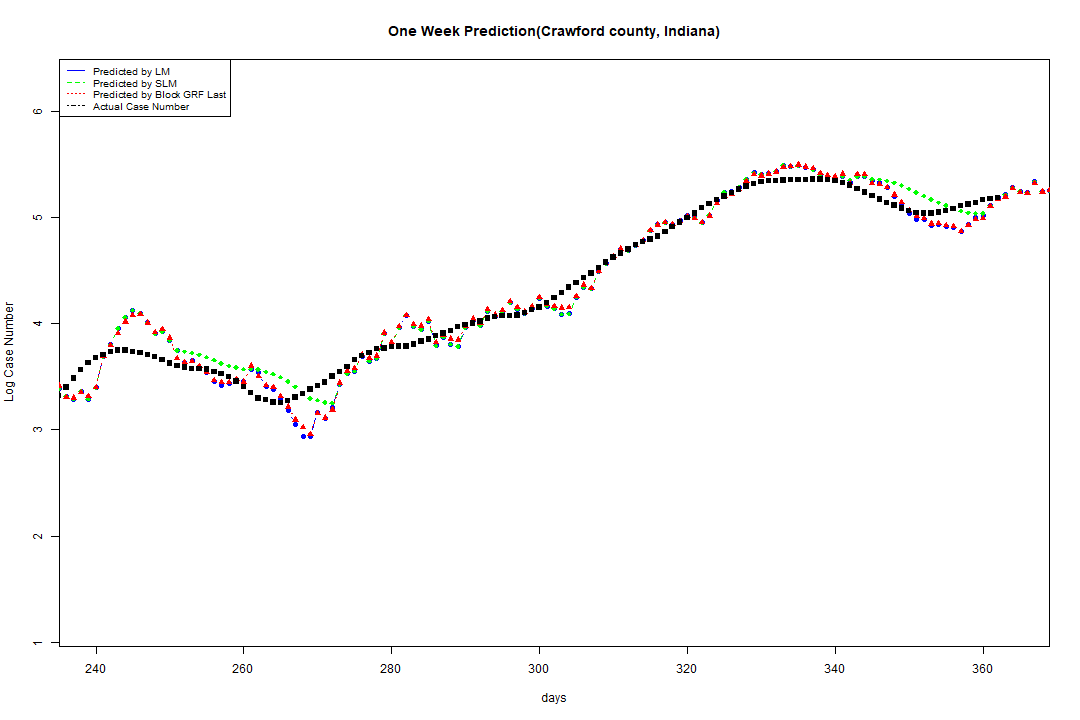 One Week Prediction(Crawford county, Indiana)
Predicted by LM
Predicted by SLM
Predicted by Block GRF Last
Actual Case Number
6
5
4
3
2
1
Log Case Number
240 260 280 300 320 340 360
days